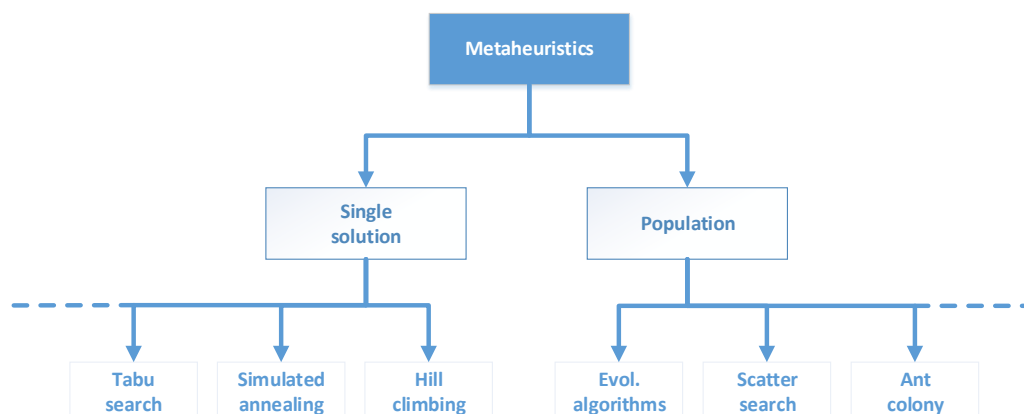 Metaheuristics
Single
solution
Population
Tabu
search
Simulated
annealing
Hill
climbing
Evol.
algorithms
Scatter
search
Ant
colony